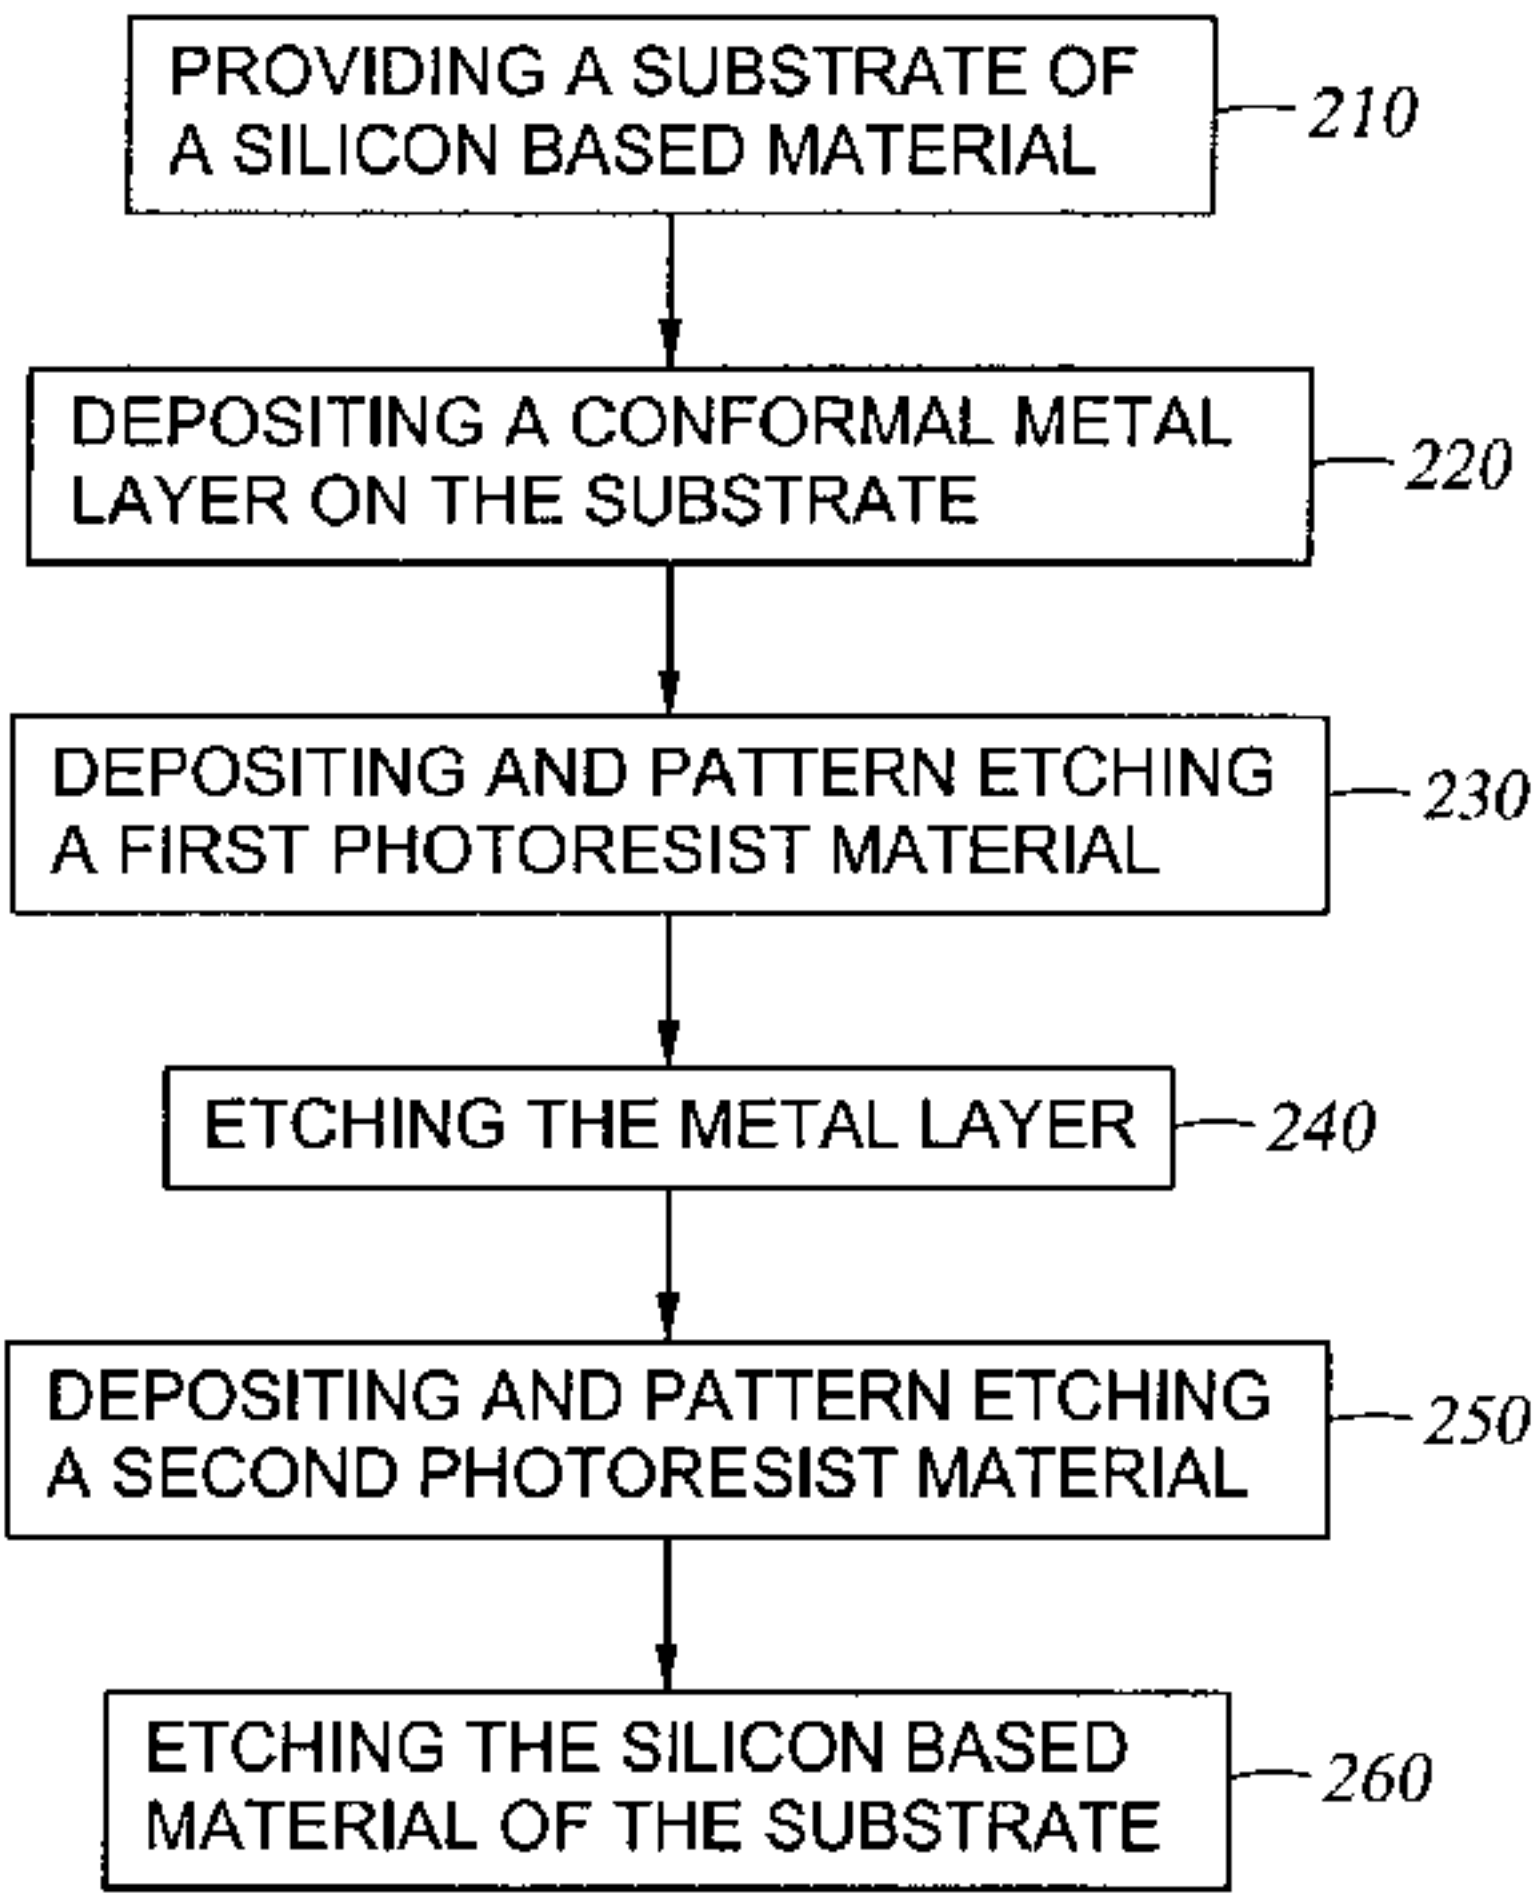 PROVIDING A SUBSTRATE OF
A SILICON BASED MATERIAL
210
DEPOSITING A CONFORMAL METAL
LAYER ON THE SUBSTRATE
220
DEPOSITING AND PATTERN ETCHING
A FIRST PHOTORESIST MATERIAL
230
ETCHING THE METAL LAYER
240
DEPOSITING AND PATTERN ETCHING
A SECOND PHOTORESIST MATERIAL
250
ETCHING THE SILICON BASED
MATERIAL OF THE SUBSTRATE
260